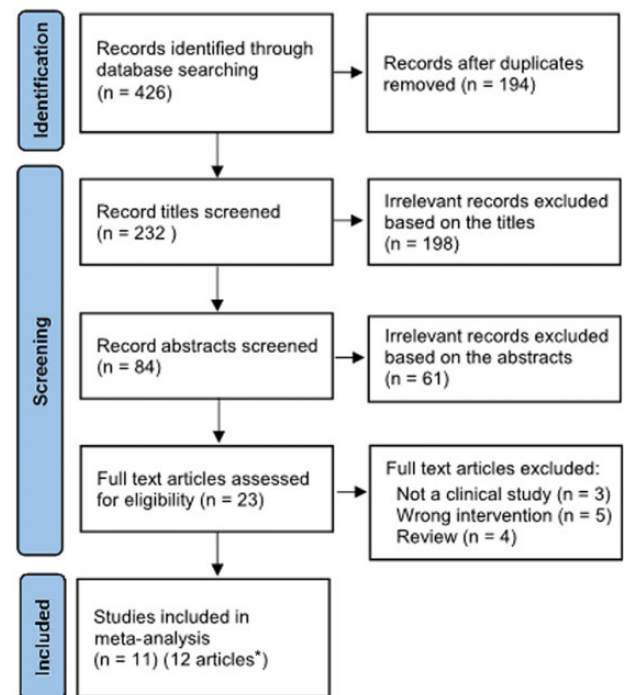 Identification
Records identified through
database searching
(n = 426)
Records after duplicates
removed (n = 194)
Screening
Record titles screened
(n = 232 )
Irrelevant records excluded
based on the titles
(n = 198)
Record abstracts screened
(n = 84)
Irrelevant records excluded
based on the abstracts
(n = 61)
Full text articles assessed
for eligibility (n = 23)
Full text articles excluded:
Not a clinical study (n = 3)
Wrong intervention (n = 5)
Review (n = 4)
Included
Studies included in
meta-analysis
(n = 11) (12 articles*)